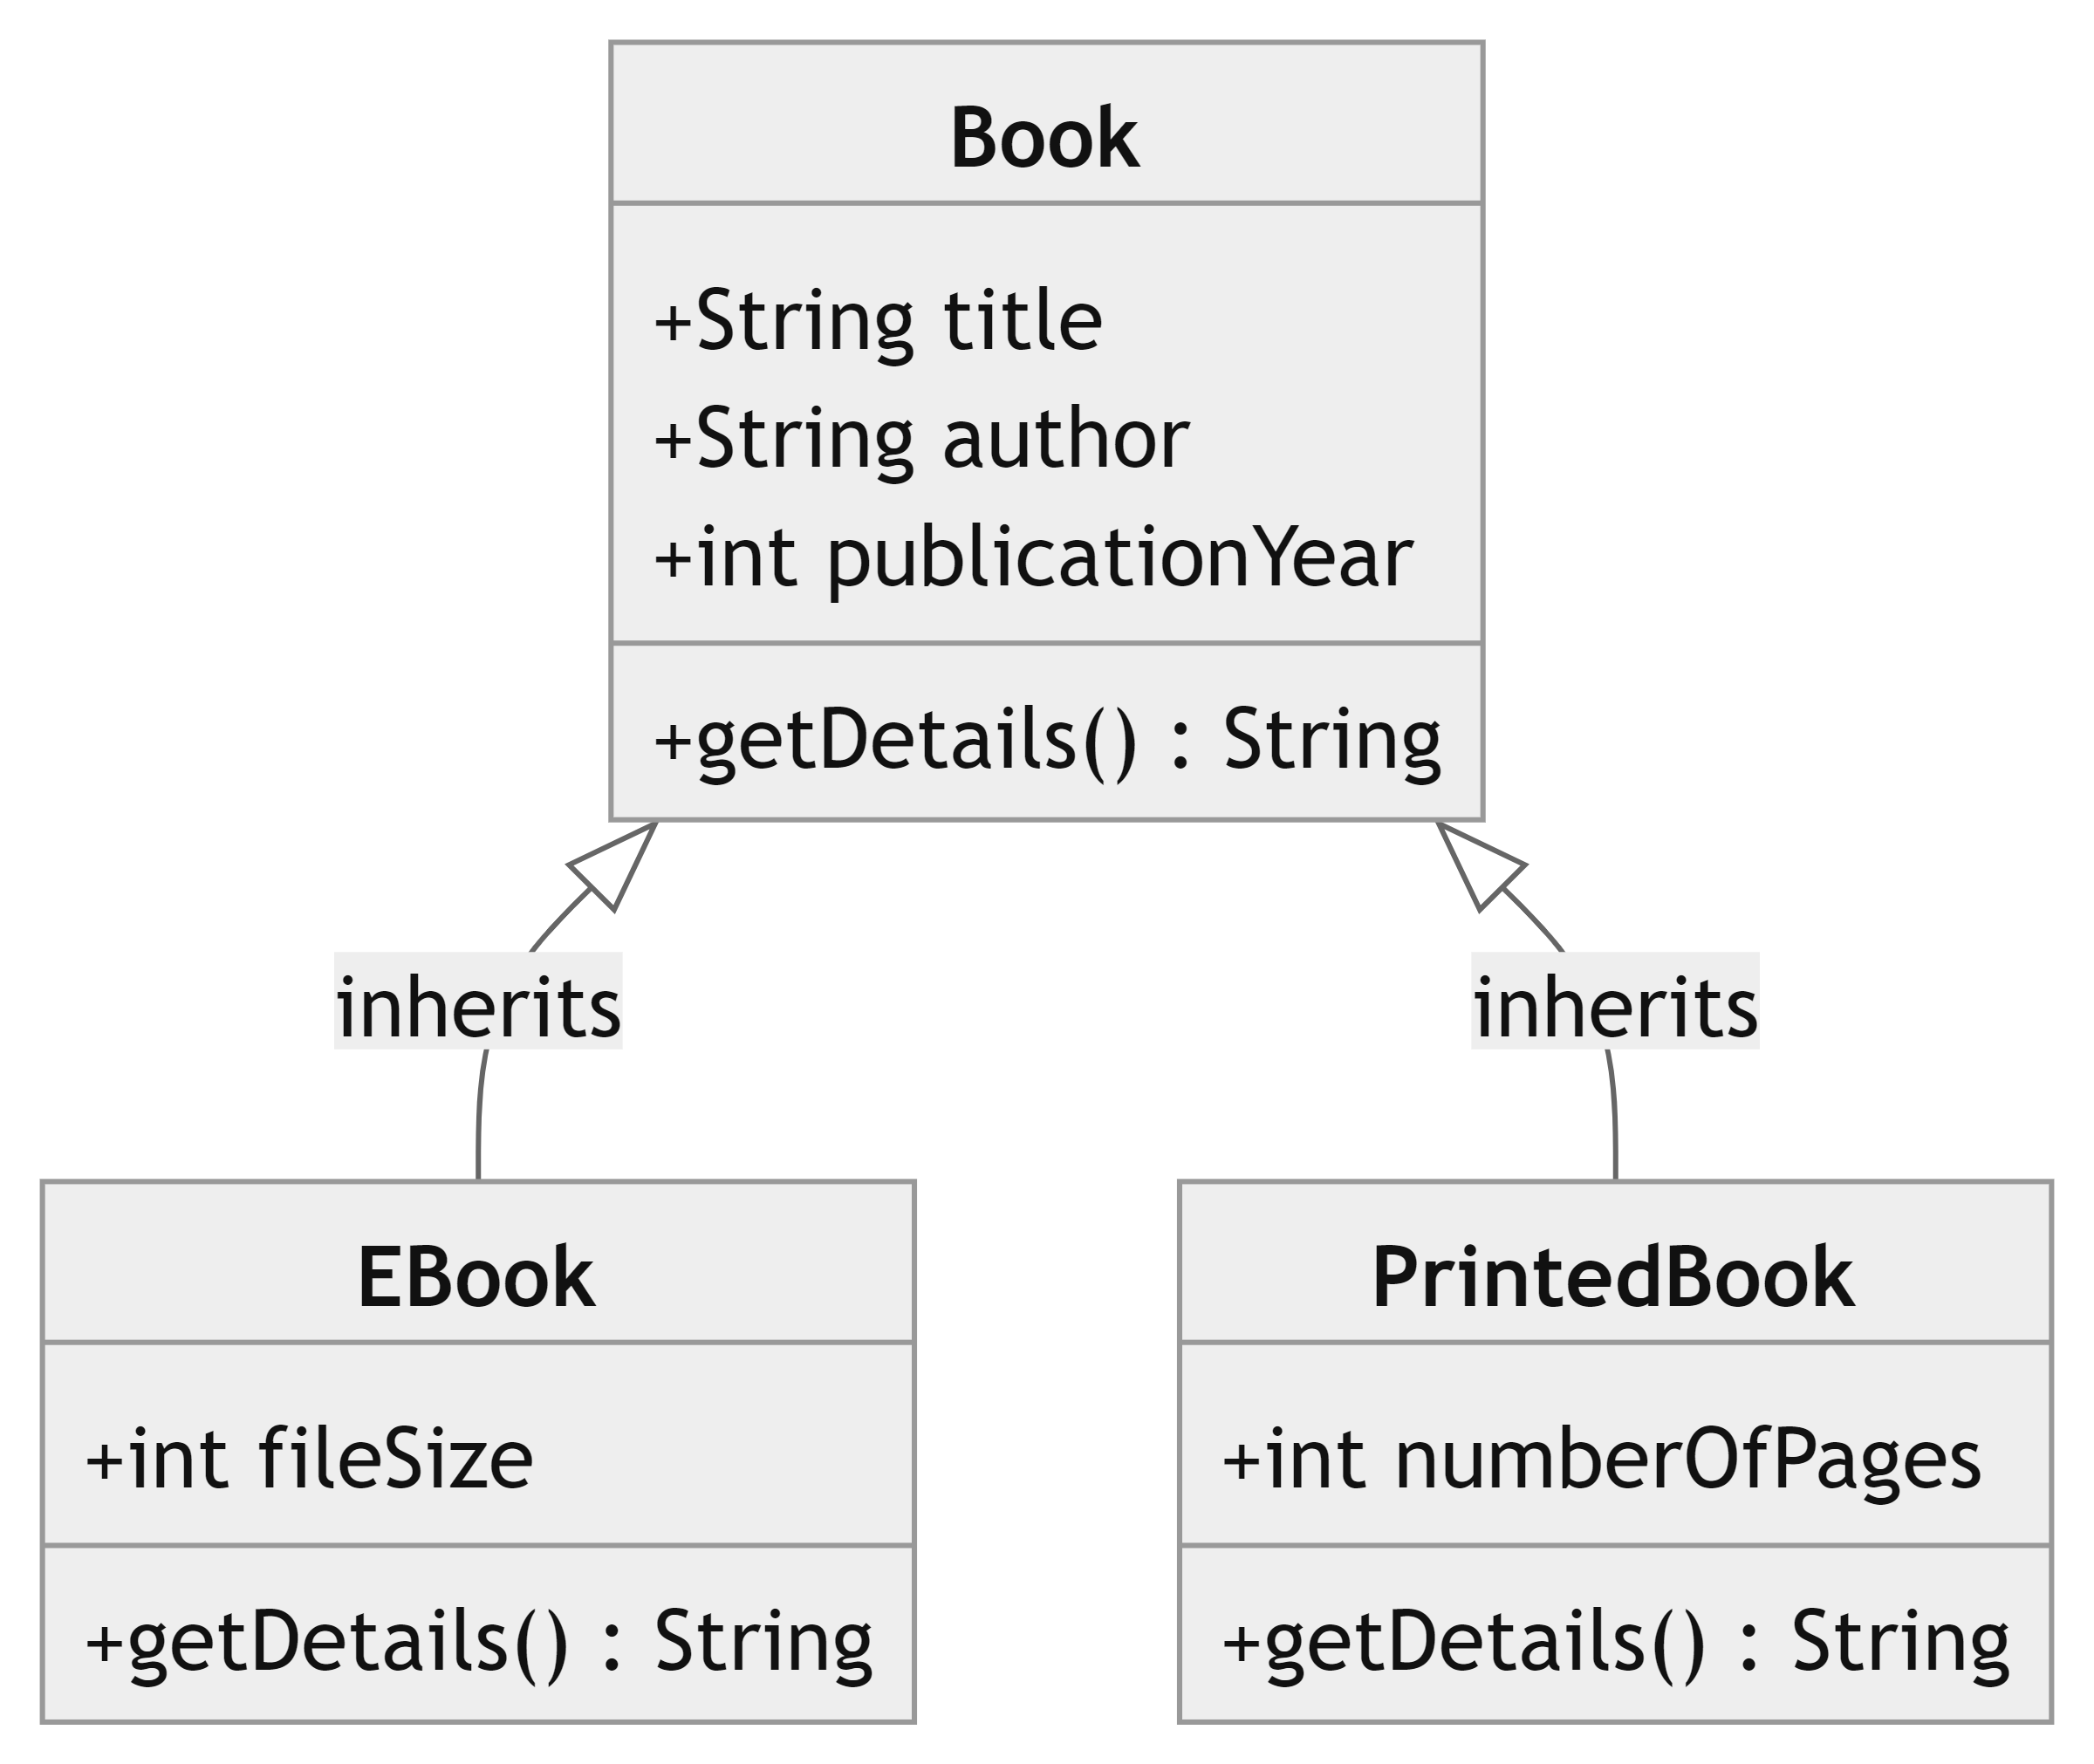 Book
+String title
+String author
+int publicationYear
+getDetails() : String
inherits
inherits
EBook
+int fileSize
+getDetails() : String
PrintedBook
+int numberOfPages
+getDetails() : String